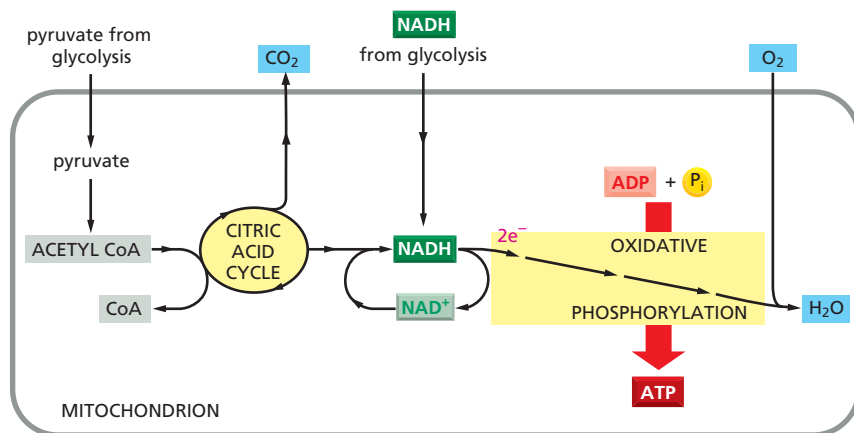 pyruvate from
glycolysis
CO₂
NADH
from glycolysis
O₂
pyruvate
ADP + Pᵢ
ACETYL CoA
CITRIC
ACID
CYCLE
NADH
2e⁻
OXIDATIVE
CoA
NAD⁺
PHOSPHORYLATION
H₂O
ATP
MITOCHONDRION